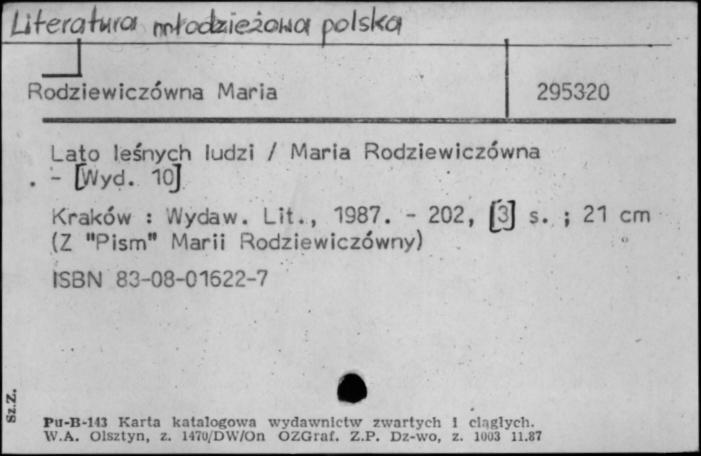 Literatura młodzieżowa polska
Rodziewiczówna Maria 295320
Lato leśnych ludzi / Maria Rodziewiczówna
. - [Wyd. 10]
Kraków : Wydaw. Lit., 1987. - 202, [3] s. ; 21 cm
(Z "Pism" Marii Rodziewiczówny)
ISBN 83-08-01622-7
Sz.Z.
Pu-B-143 Karta katalogowa wydawnictw zwartych i ciągłych.
W.A. Olsztyn, z. 1470/DW/On OZGraf. Z.P. Dz-wo, z. 1003 11.87